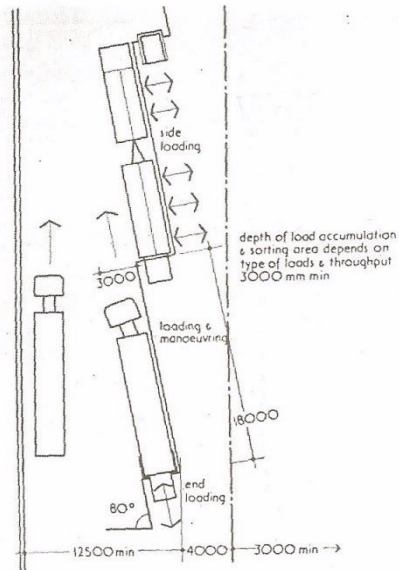 side
loading
depth of load accumulation
& sorting area depends on
type of loads & throughput
3000 mm min
3000
loading &
manoeuvring
18000
80°
end
loading
12500 min
4000
3000 min